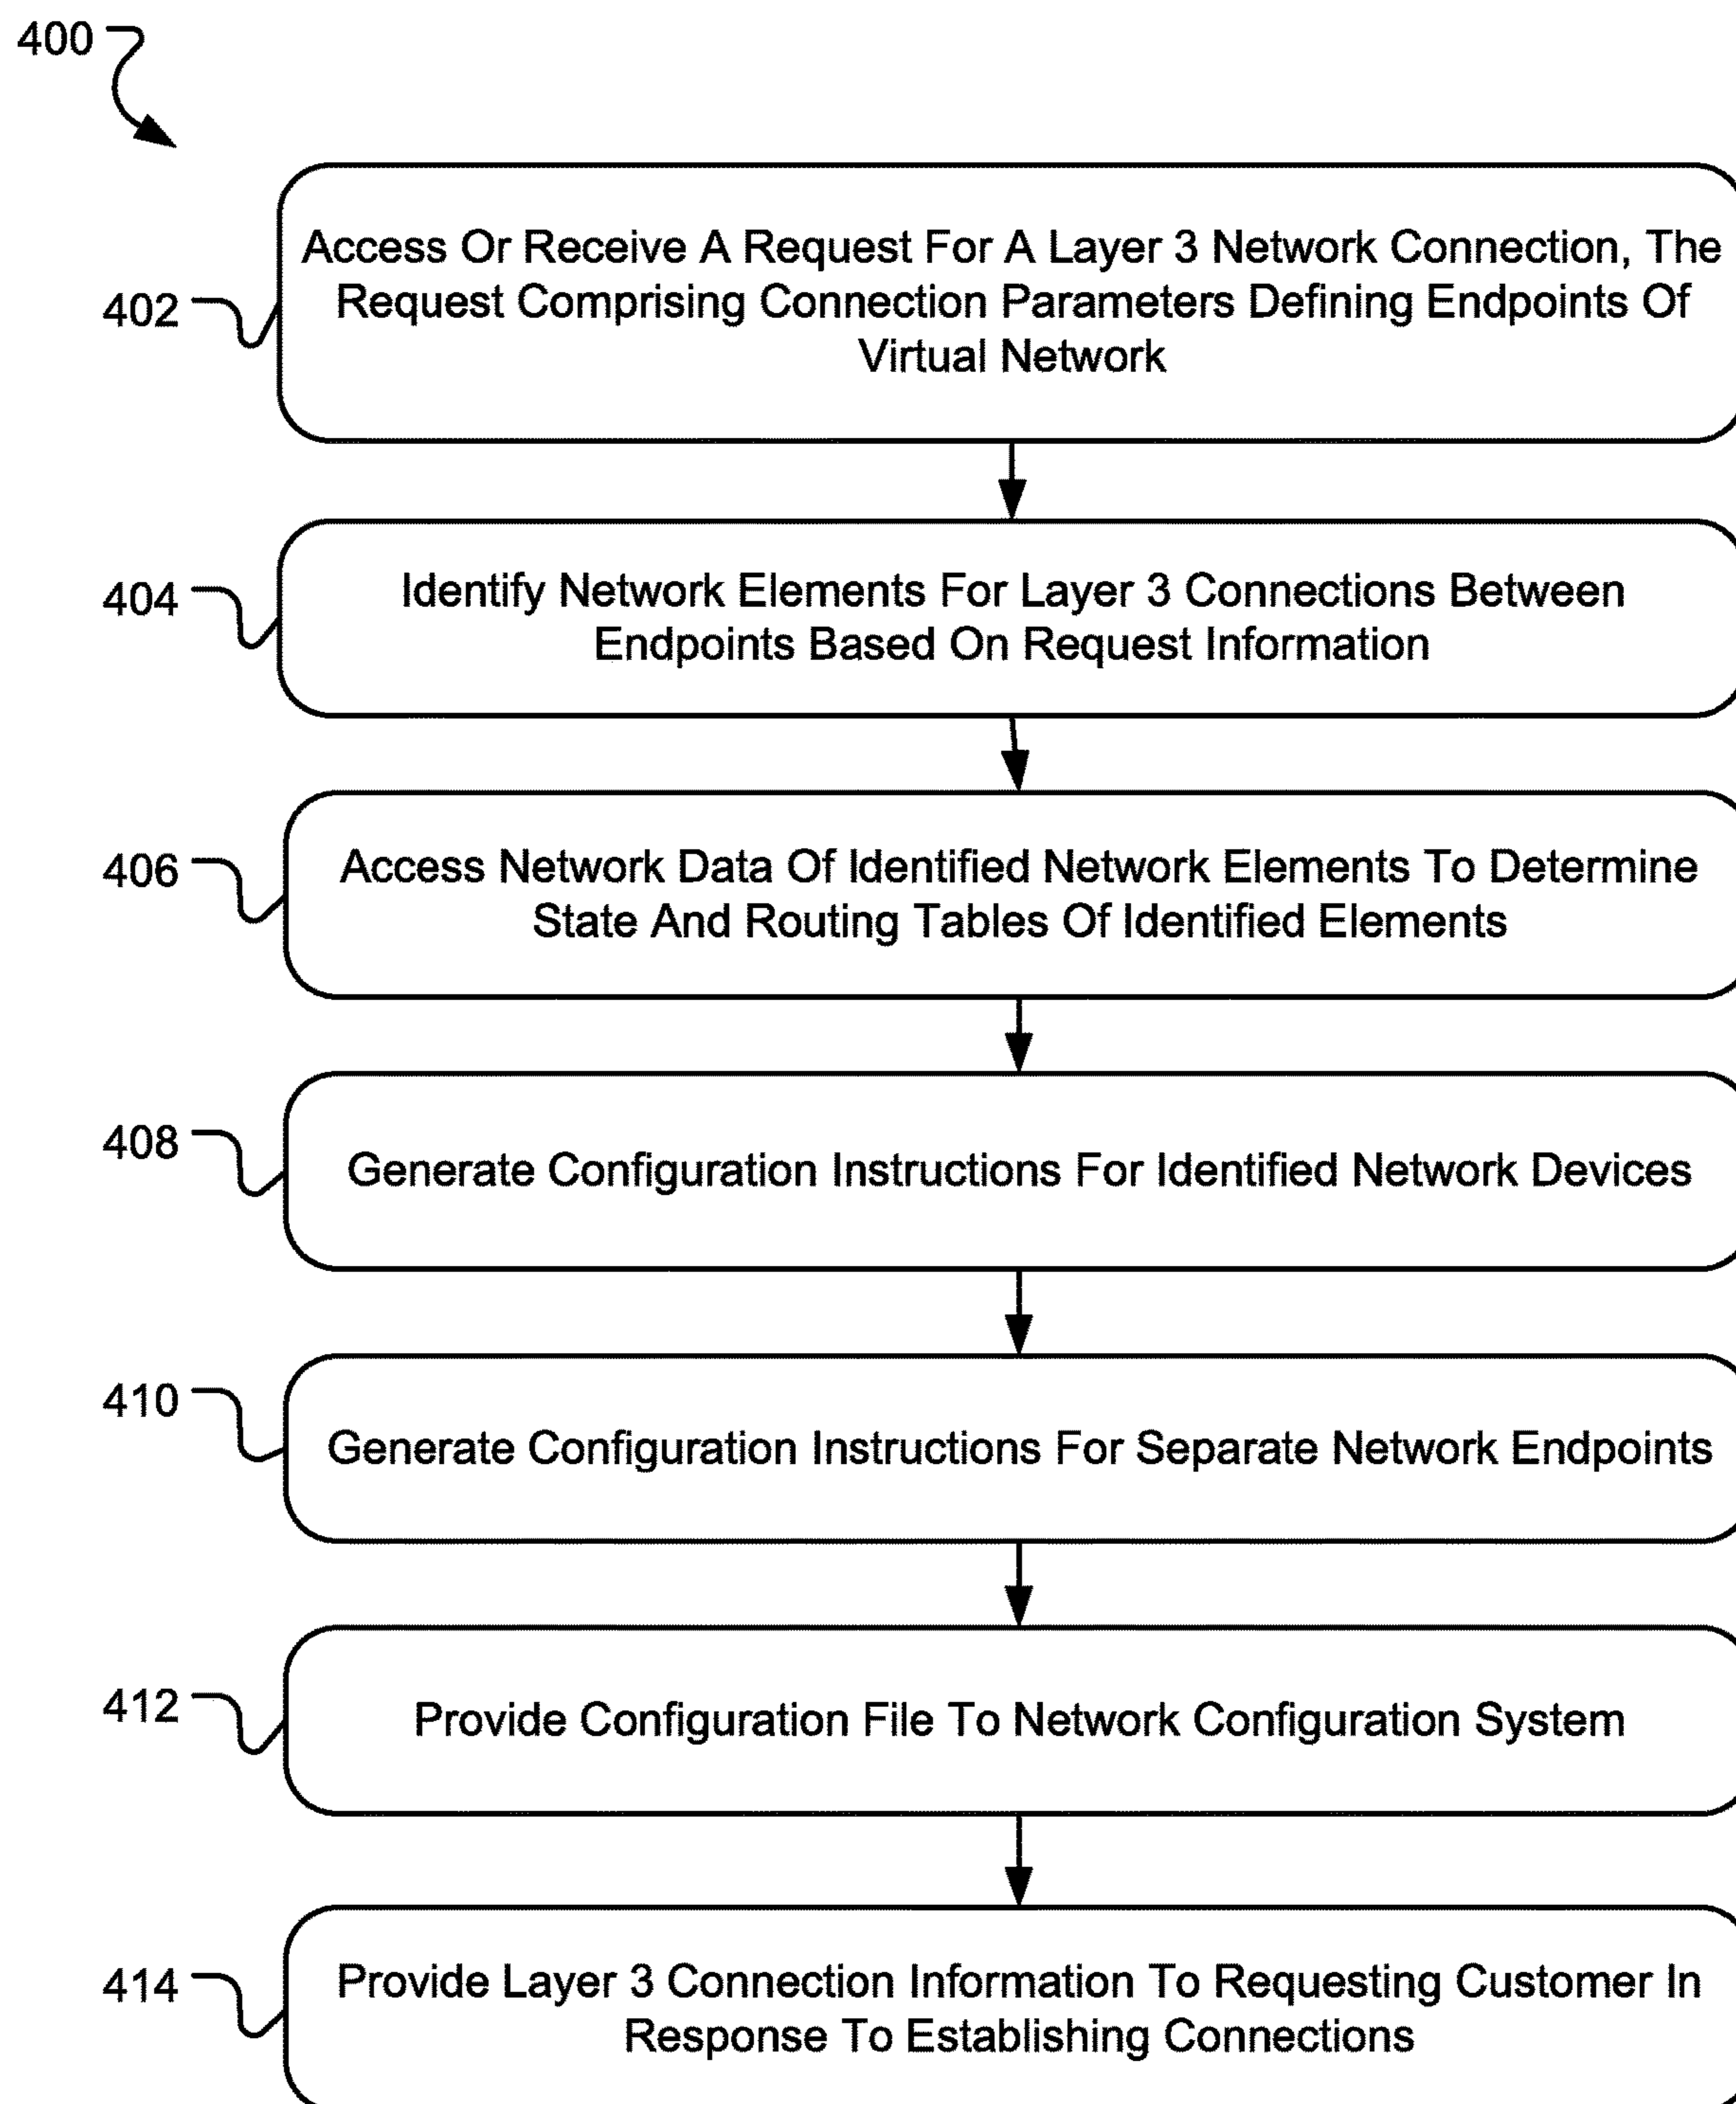 400
402
Access Or Receive A Request For A Layer 3 Network Connection, The
Request Comprising Connection Parameters Defining Endpoints Of
Virtual Network
404
Identify Network Elements For Layer 3 Connections Between
Endpoints Based On Request Information
406
Access Network Data Of Identified Network Elements To Determine
State And Routing Tables Of Identified Elements
408
Generate Configuration Instructions For Identified Network Devices
410
Generate Configuration Instructions For Separate Network Endpoints
412
Provide Configuration File To Network Configuration System
414
Provide Layer 3 Connection Information To Requesting Customer In
Response To Establishing Connections